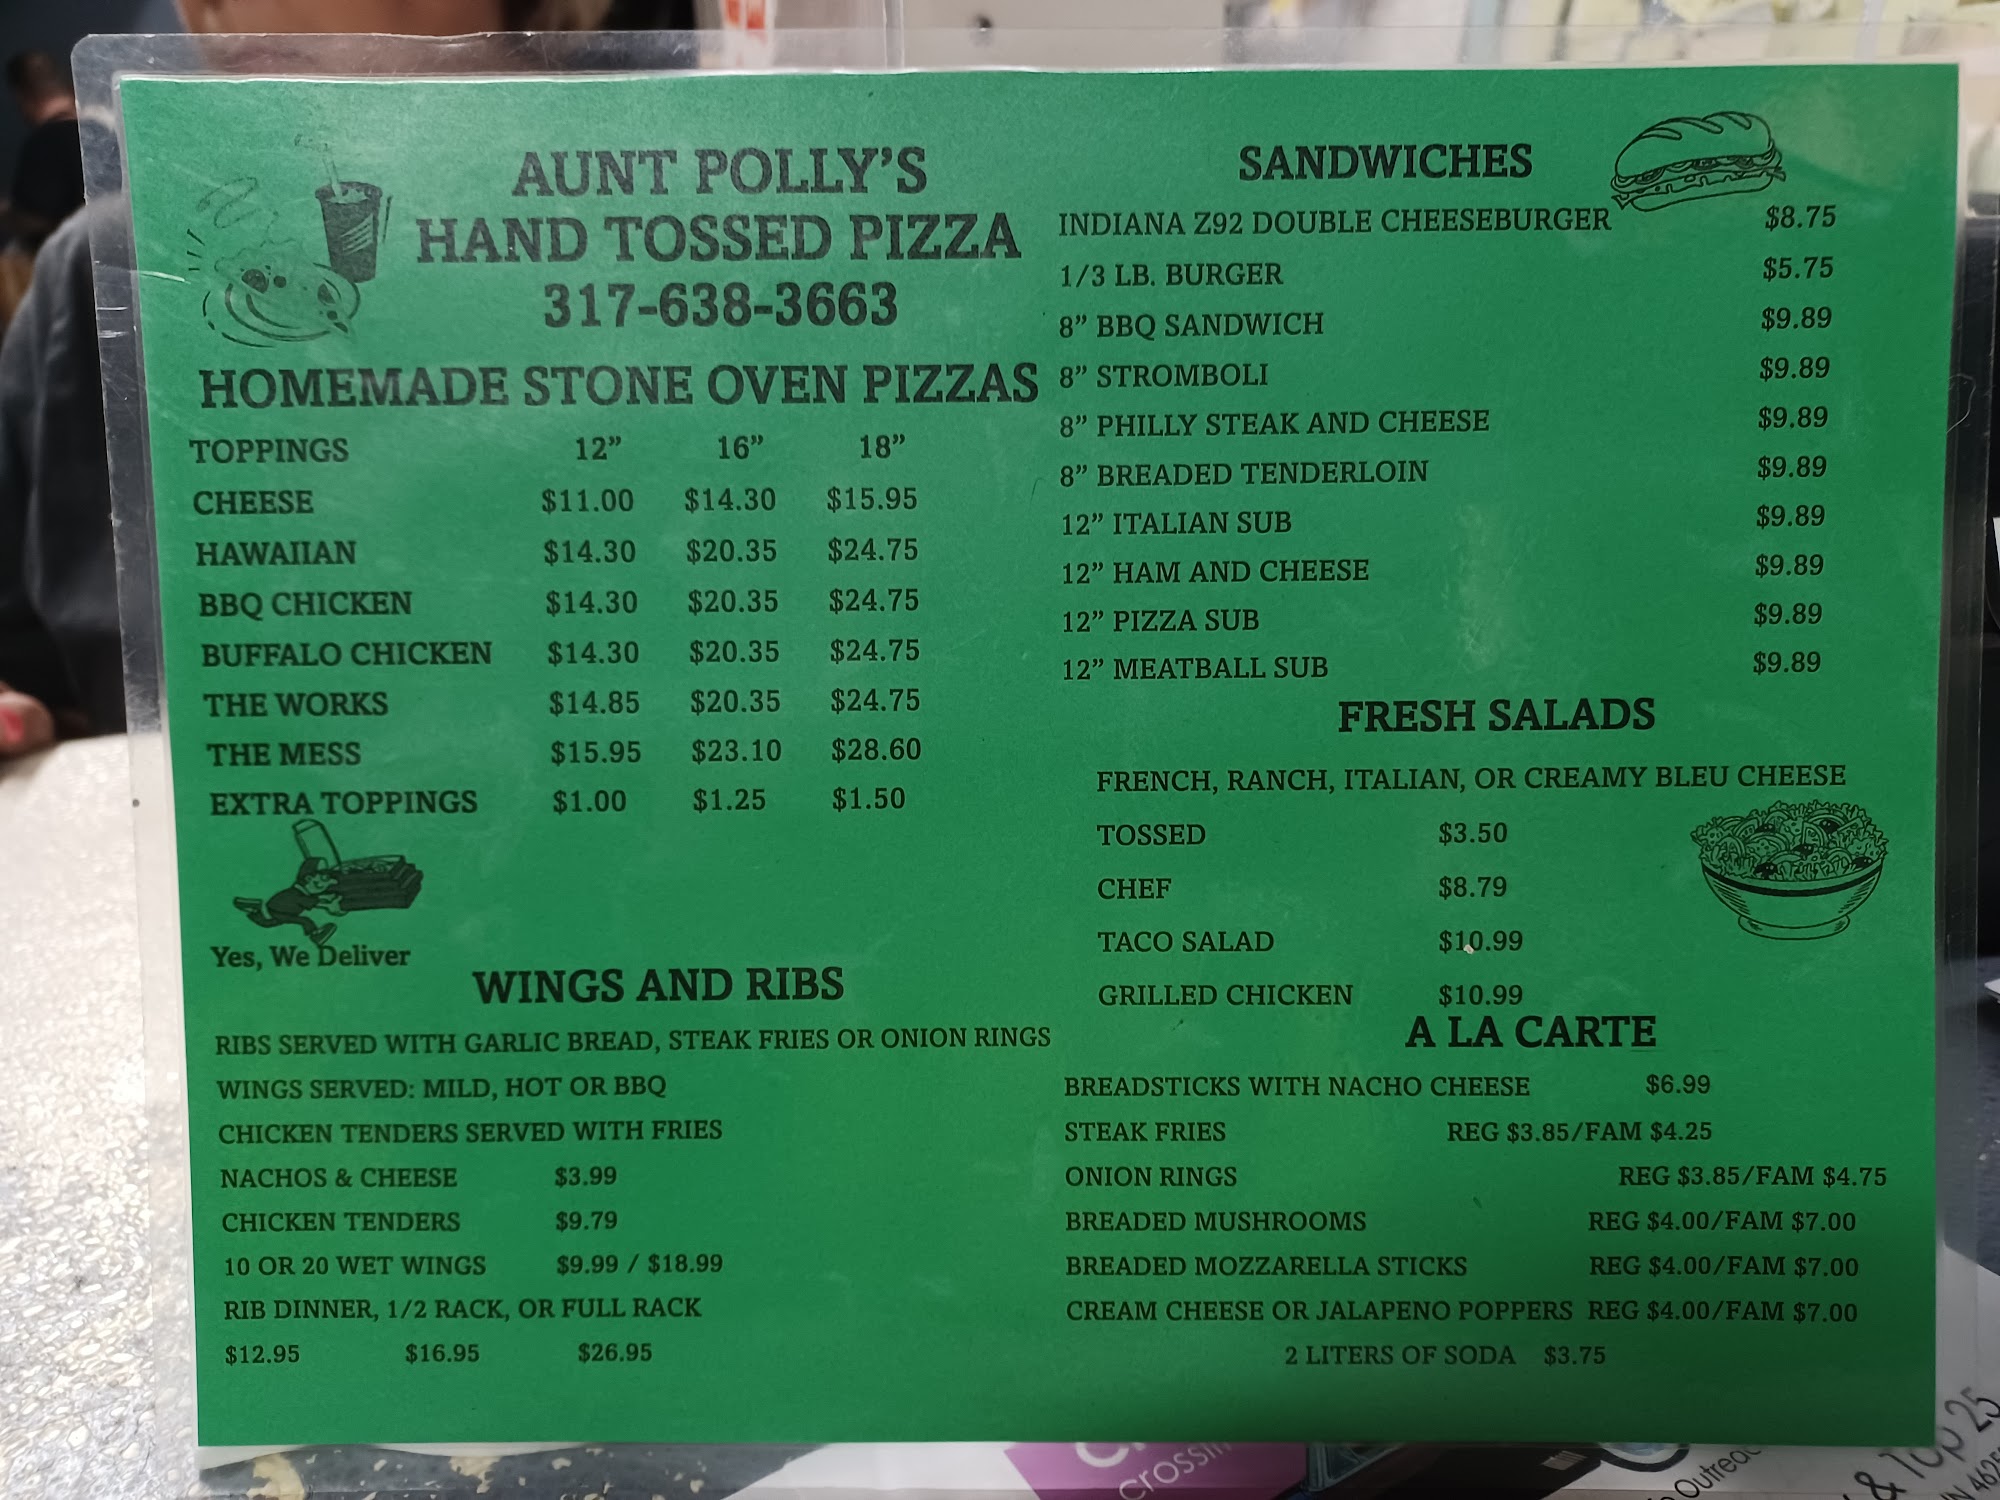 AUNT POLLY'S
HAND TOSSED PIZZA
317-638-3663
HOMEMADE STONE OVEN PIZZAS
TOPPINGS 12” 16” 18”
CHEESE $11.00 $14.30 $15.95
HAWAIIAN $14.30 $20.35 $24.75
BBQ CHICKEN $14.30 $20.35 $24.75
BUFFALO CHICKEN $14.30 $20.35 $24.75
THE WORKS $14.85 $20.35 $24.75
THE MESS $15.95 $23.10 $28.60
EXTRA TOPPINGS $1.00 $1.25 $1.50
Yes, We Deliver
WINGS AND RIBS
RIBS SERVED WITH GARLIC BREAD, STEAK FRIES OR ONION RINGS
WINGS SERVED: MILD, HOT OR BBQ
CHICKEN TENDERS SERVED WITH FRIES
NACHOS & CHEESE $3.99
CHICKEN TENDERS $9.79
10 OR 20 WET WINGS $9.99 / $18.99
RIB DINNER, 1/2 RACK, OR FULL RACK
$12.95 $16.95 $26.95
SANDWICHES
INDIANA Z92 DOUBLE CHEESEBURGER $8.75
1/3 LB. BURGER $5.75
8” BBQ SANDWICH $9.89
8” STROMBOLI $9.89
8” PHILLY STEAK AND CHEESE $9.89
8” BREADED TENDERLOIN $9.89
12” ITALIAN SUB $9.89
12” HAM AND CHEESE $9.89
12” PIZZA SUB $9.89
12” MEATBALL SUB $9.89
FRESH SALADS
FRENCH, RANCH, ITALIAN, OR CREAMY BLEU CHEESE
TOSSED $3.50
CHEF $8.79
TACO SALAD $10.99
GRILLED CHICKEN $10.99
A LA CARTE
BREADSTICKS WITH NACHO CHEESE $6.99
STEAK FRIES REG $3.85/FAM $4.25
ONION RINGS REG $3.85/FAM $4.75
BREADED MUSHROOMS REG $4.00/FAM $7.00
BREADED MOZZARELLA STICKS REG $4.00/FAM $7.00
CREAM CHEESE OR JALAPENO POPPERS REG $4.00/FAM $7.00
2 LITERS OF SODA $3.75